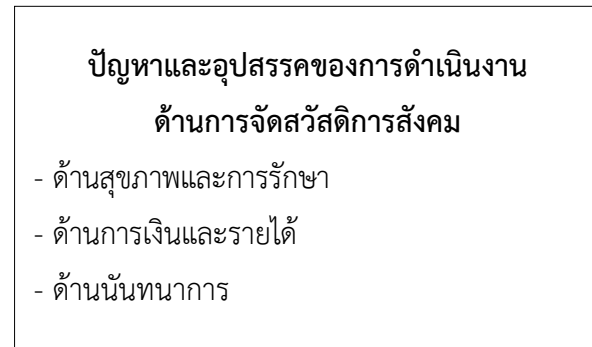 ปัญหาและอุปสรรคของการดำเนินงาน
ด้านการจัดสวัสดิการสังคม
- ด้านสุขภาพและการรักษา
- ด้านการเงินและรายได้
- ด้านนันทนาการ